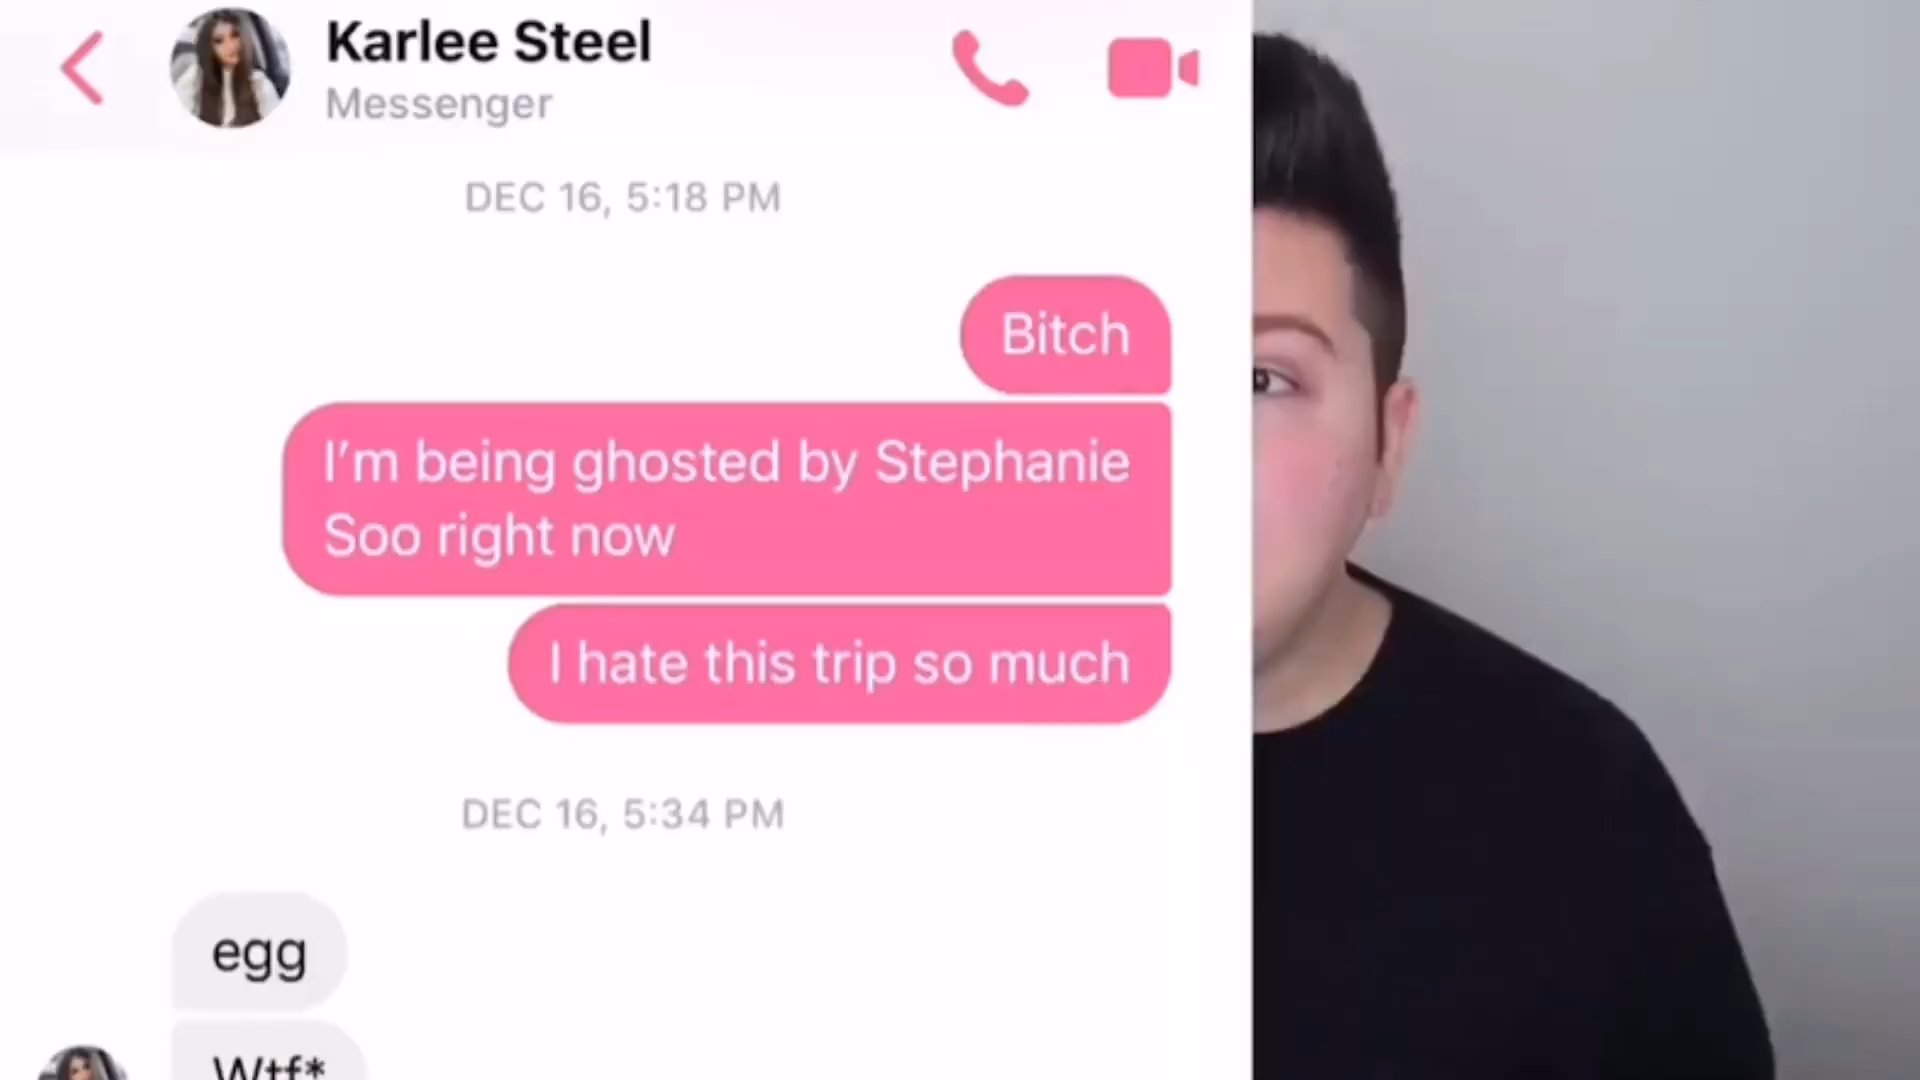 Karlee Steel
Messenger
DEC 16, 5:18 PM
Bitch
I'm being ghosted by Stephanie
Soo right now
I hate this trip so much
DEC 16, 5:34 PM
egg
Wtf*